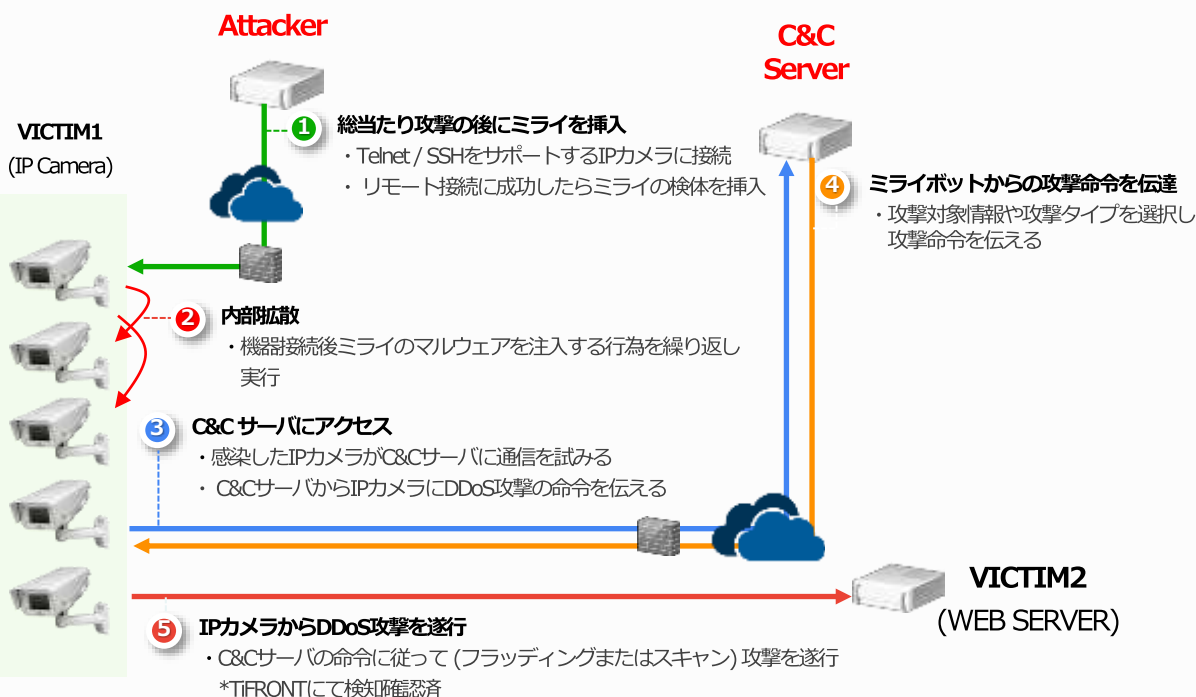 Attacker
C&C
Server
VICTIM1
(IP Camera)
1 総当たり攻撃の後にミライを挿入
・Telnet / SSHをサポートするIPカメラに接続
・ リモート接続に成功したらミライの検体を挿入
4 ミライボットからの攻撃命令を伝達
・攻撃対象情報や攻撃タイプを選択し
攻撃命令を伝える
2 内部拡散
・機器接続後ミライのマルウェアを注入する行為を繰り返し
実行
3 C&C サーバにアクセス
・感染したIPカメラがC&Cサーバに通信を試みる
・ C&CサーバからIPカメラにDDoS攻撃の命令を伝える
VICTIM2
(WEB SERVER)
5 IPカメラからDDoS攻撃を遂行
・C&Cサーバの命令に従って (フラッディングまたはスキャン) 攻撃を遂行
*TiFRONTにて検知確認済